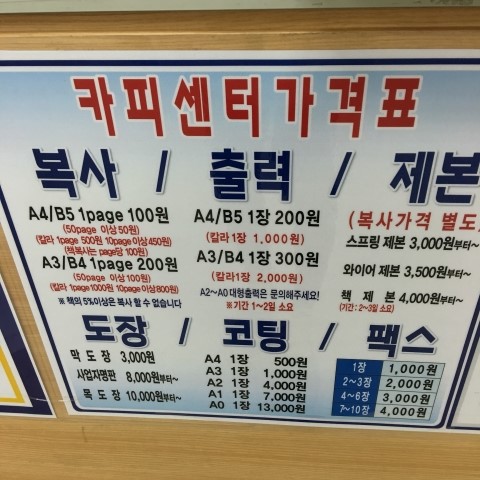 카피센터가격표
복사 / 출력 / 제본
A4/B5 1page 100원
(50page 이상 50원)
(칼라 1page 500원 10page 이상 450원)
(책복사는 page당 100원)
A3/B4 1page 200원
(50page 이상 100원)
(칼라 1page 1000원 10page 이상 800원)
※ 책의 5%이상은 복사 할 수 없습니다
A4/B5 1장 200원
(칼라 1장 1,000원)
A3/B4 1장 300원
(칼라 1장 2,000원)
A2~A0 대형출력은 문의해주세요!
※기간 1~2일 소요
(복사가격 별도)
스프링 제본 3,000원부터~
와이어 제본 3,500원부터~
책 제 본 4,000원부터~
(기간: 2~3일 소요)
도장 / 코팅 / 팩스
막 도 장 3,000원
사업자명판 8,000원부터~
목 도 장 10,000원부터~
A4 1장 500원
A3 1장 1,000원
A2 1장 4,000원
A1 1장 7,000원
A0 1장 13,000원
1장 1,000원
2~3장 2,000원
4~6장 3,000원
7~10장 4,000원